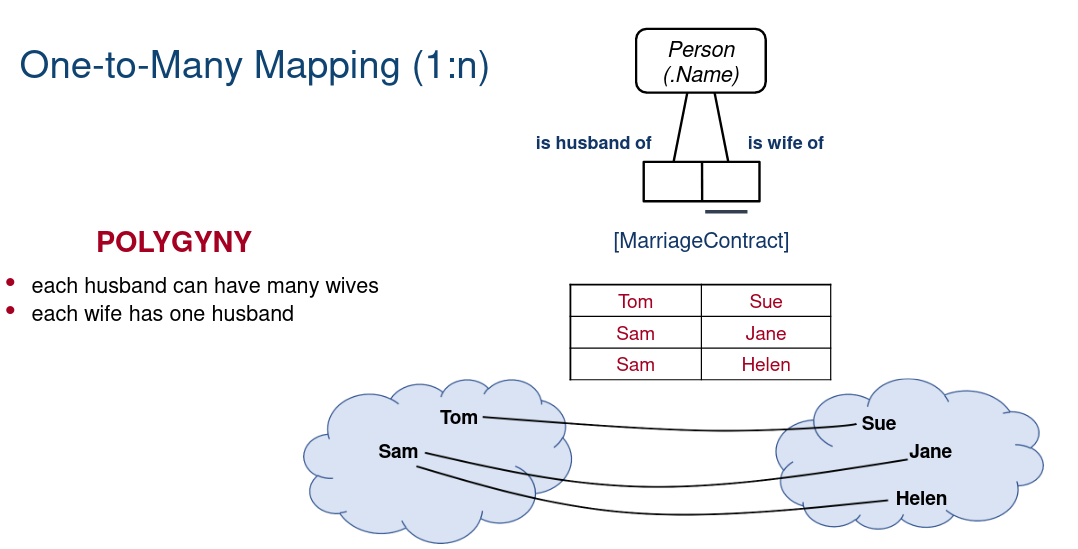 One-to-Many Mapping (1:n)
Person
(.Name)
is husband of
is wife of
[MarriageContract]
POLYGYNY
• each husband can have many wives
• each wife has one husband
Tom Sue
Sam Jane
Sam Helen
Tom
Sam
Sue
Jane
Helen